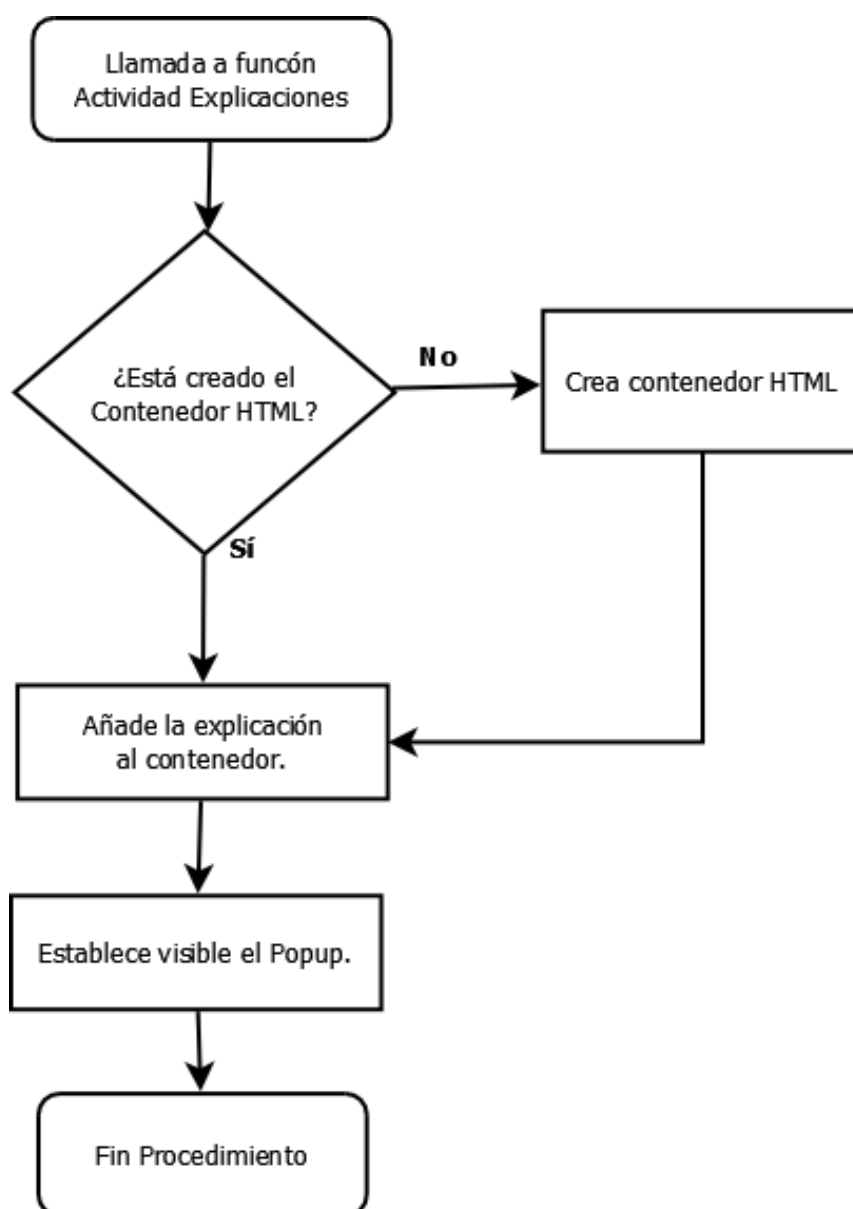 Llamada a funcón
Actividad Explicaciones
¿Está creado el
Contenedor HTML?
No
Crea contenedor HTML
Sí
Añade la explicación
al contenedor.
Establece visible el Popup.
Fin Procedimiento